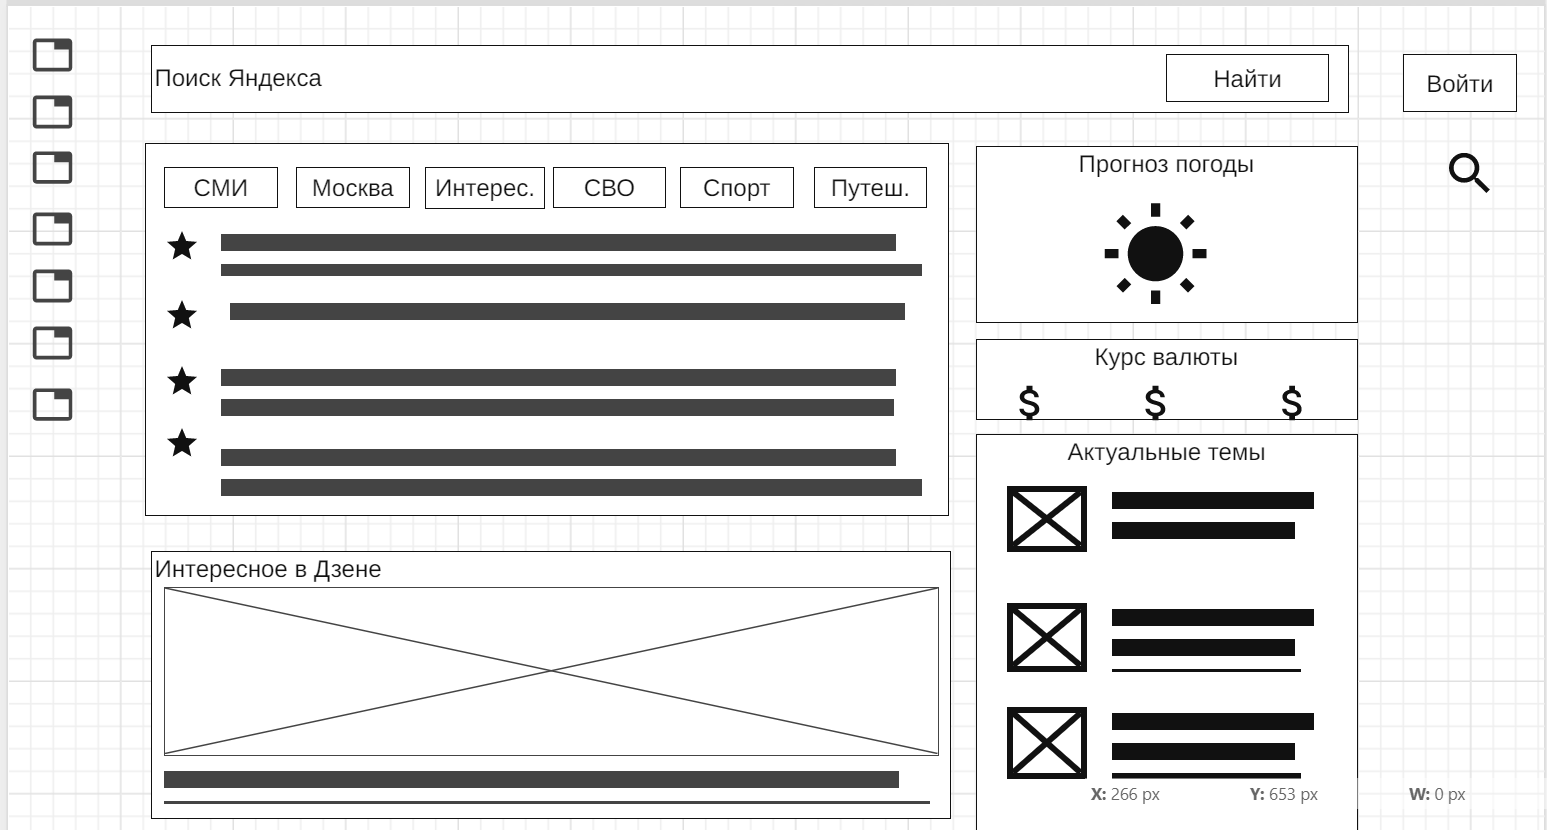 Поиск Яндекса
Найти
Войти
СМИ
Москва
Интерес.
СВО
Спорт
Путеш.
Прогноз погоды
Курс валюты
Актуальные темы
Интересное в Дзене
X: 266 px
Y: 653 px
W: 0 px